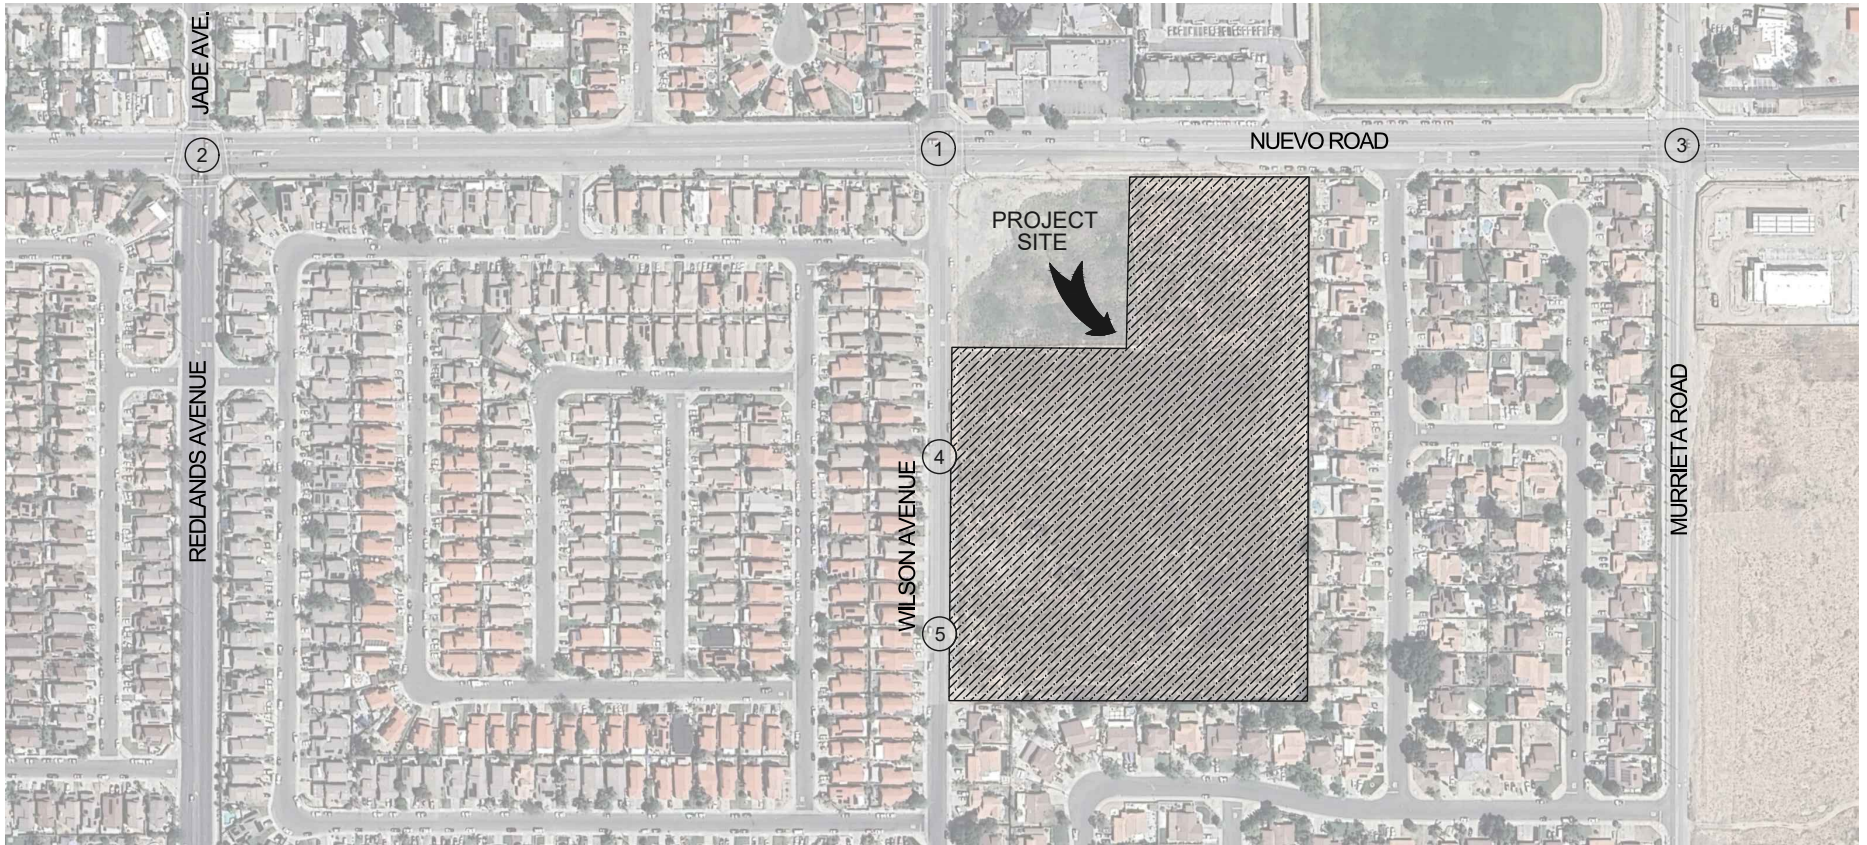 JADE AVE.
2
1
NUEVO ROAD
3
PROJECT
SITE
REDLANDS AVENUE
WILSON AVENUE
4
5
MURRIETA ROAD